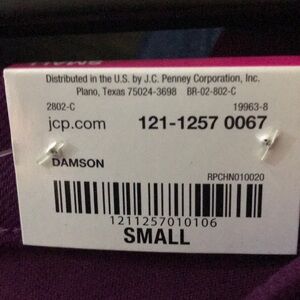 SMALL
Distributed in the U.S. by J.C. Penney Corporation, Inc.
Plano, Texas 75024-3698 BR-02-802-C
2802-C 19963-8
jcp.com 121-1257 0067
DAMSON
RPCHN010020
1211257010106
SMALL